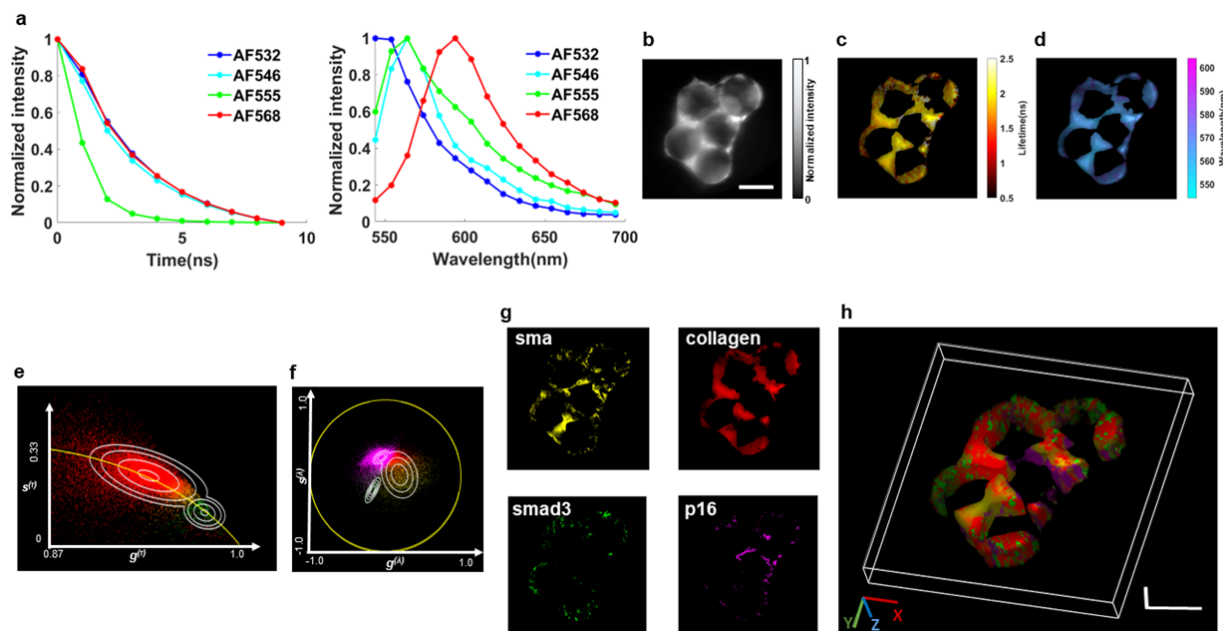 a
Normalized intensity
1
0.8
0.6
0.4
0.2
0
0
5
10
Time(ns)
AF532
AF546
AF555
AF568
Normalized intensity
1
0.8
0.6
0.4
0.2
0
550
600
650
700
Wavelength(nm)
AF532
AF546
AF555
AF568
b
1
Normalized intensity
0
c
2.5
2
1.5
1
0.5
Lifetime(ns)
d
600
590
580
570
560
550
Wavelength(nm)
e
0.33
s(τ)
0
0.87
g(τ)
1.0
f
1.0
s(λ)
-1.0
-1.0
g(λ)
1.0
g
sma
collagen
smad3
p16
h
Y
Z
X